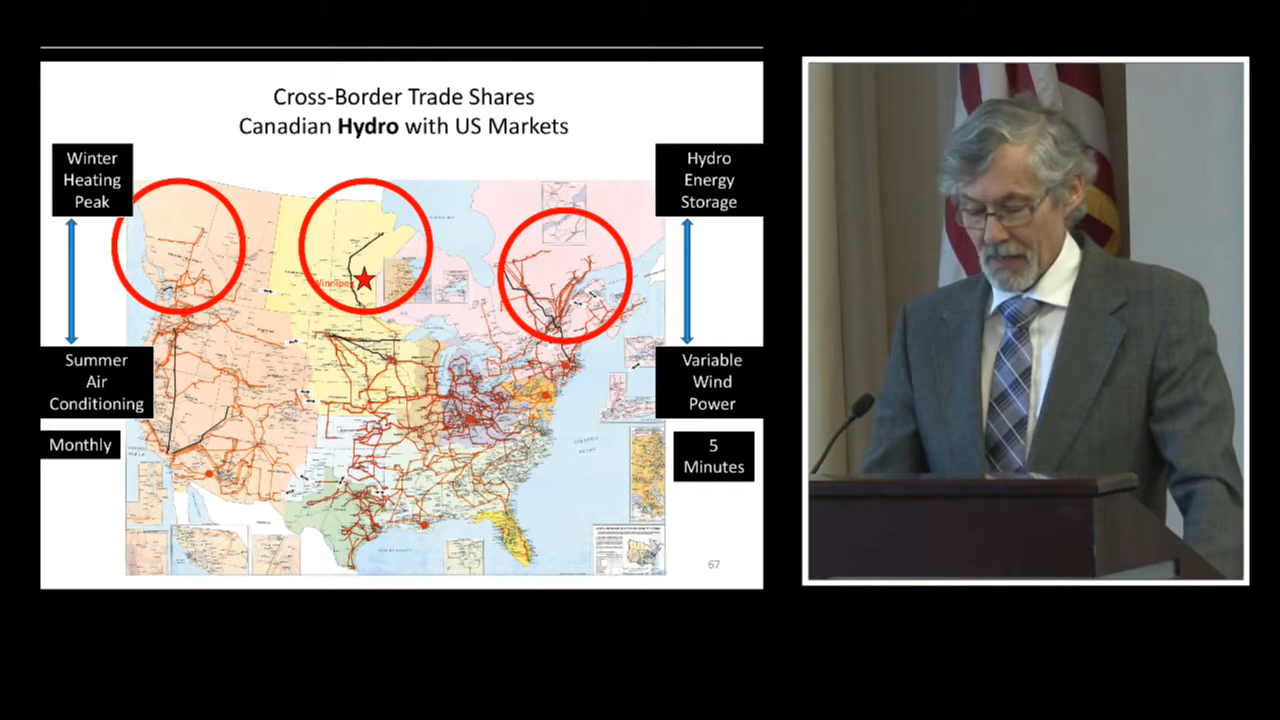 Cross-Border Trade Shares
Canadian Hydro with US Markets
Winter
Heating
Peak
Summer
Air
Conditioning
Monthly
Hydro
Energy
Storage
Variable
Wind
Power
5
Minutes
Winnipeg
67